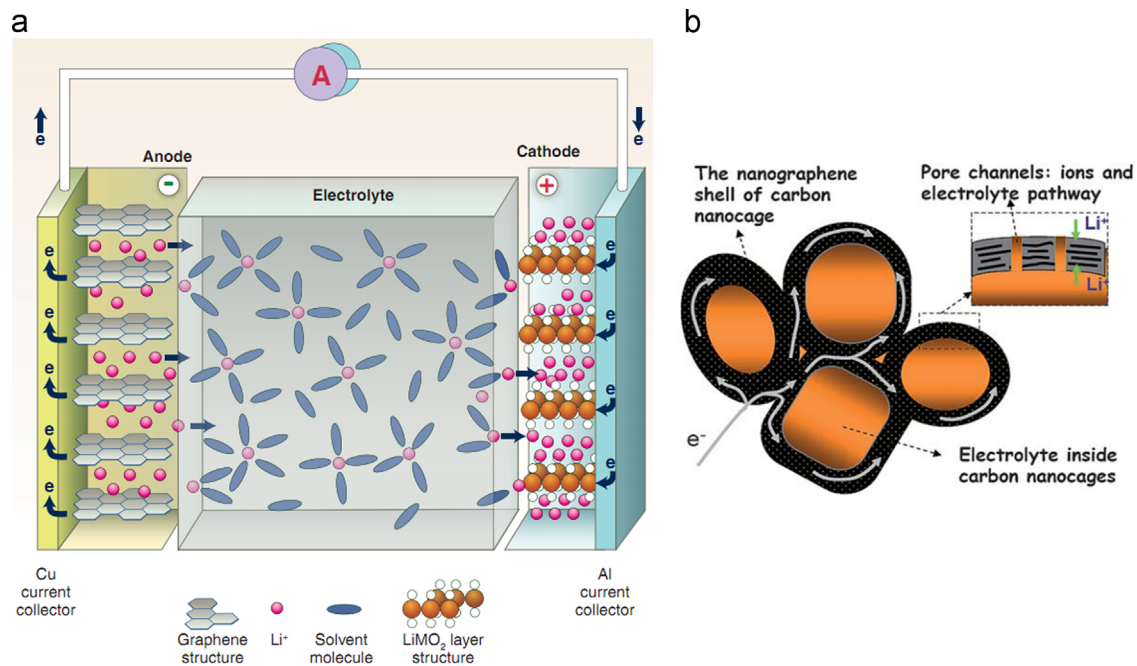 a
A
e
e
Anode
-
Cathode
+
Electrolyte
e
e
e
e
e
e
e
e
e
e
Cu
current
collector
Al
current
collector
Graphene
structure
Li⁺
Solvent
molecule
LiMO₂ layer
structure
b
The nanographene
shell of carbon
nanocage
Pore channels: ions and
electrolyte pathway
Li⁺
Li⁺
e⁻
Electrolyte inside
carbon nanocages